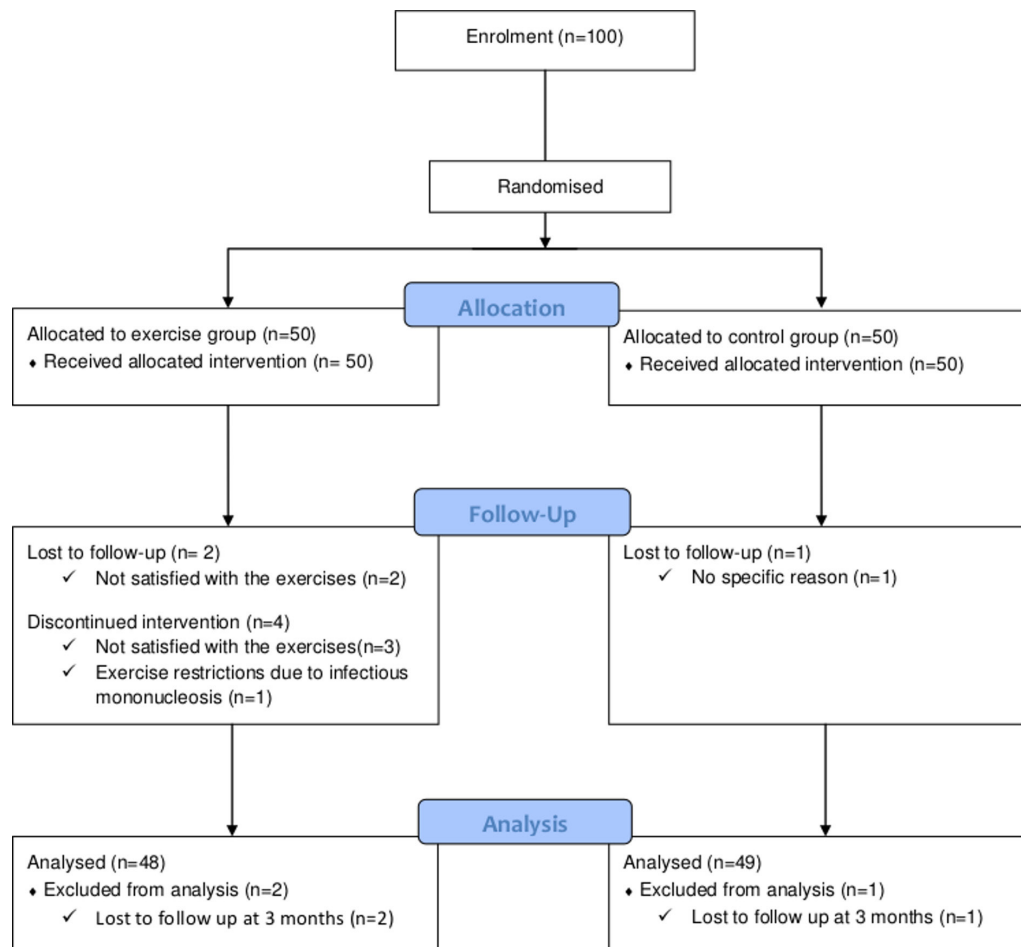 Enrolment (n=100)
Randomised
Allocation
Allocated to exercise group (n=50)
♦ Received allocated intervention (n= 50)
Allocated to control group (n=50)
♦ Received allocated intervention (n=50)
Follow-Up
Lost to follow-up (n= 2)
✓ Not satisfied with the exercises (n=2)
Discontinued intervention (n=4)
✓ Not satisfied with the exercises(n=3)
✓ Exercise restrictions due to infectious
mononucleosis (n=1)
Lost to follow-up (n=1)
✓ No specific reason (n=1)
Analysis
Analysed (n=48)
♦ Excluded from analysis (n=2)
✓ Lost to follow up at 3 months (n=2)
Analysed (n=49)
♦ Excluded from analysis (n=1)
✓ Lost to follow up at 3 months (n=1)